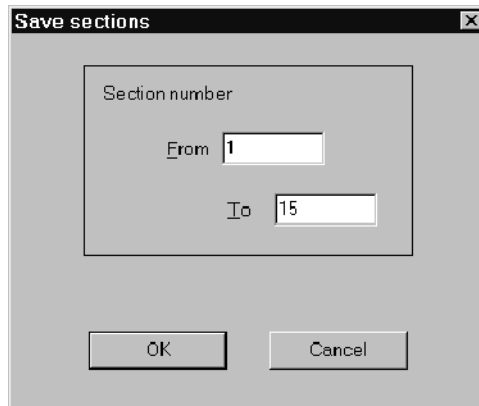 Save sections
Section number
From 1
To 15
OK Cancel